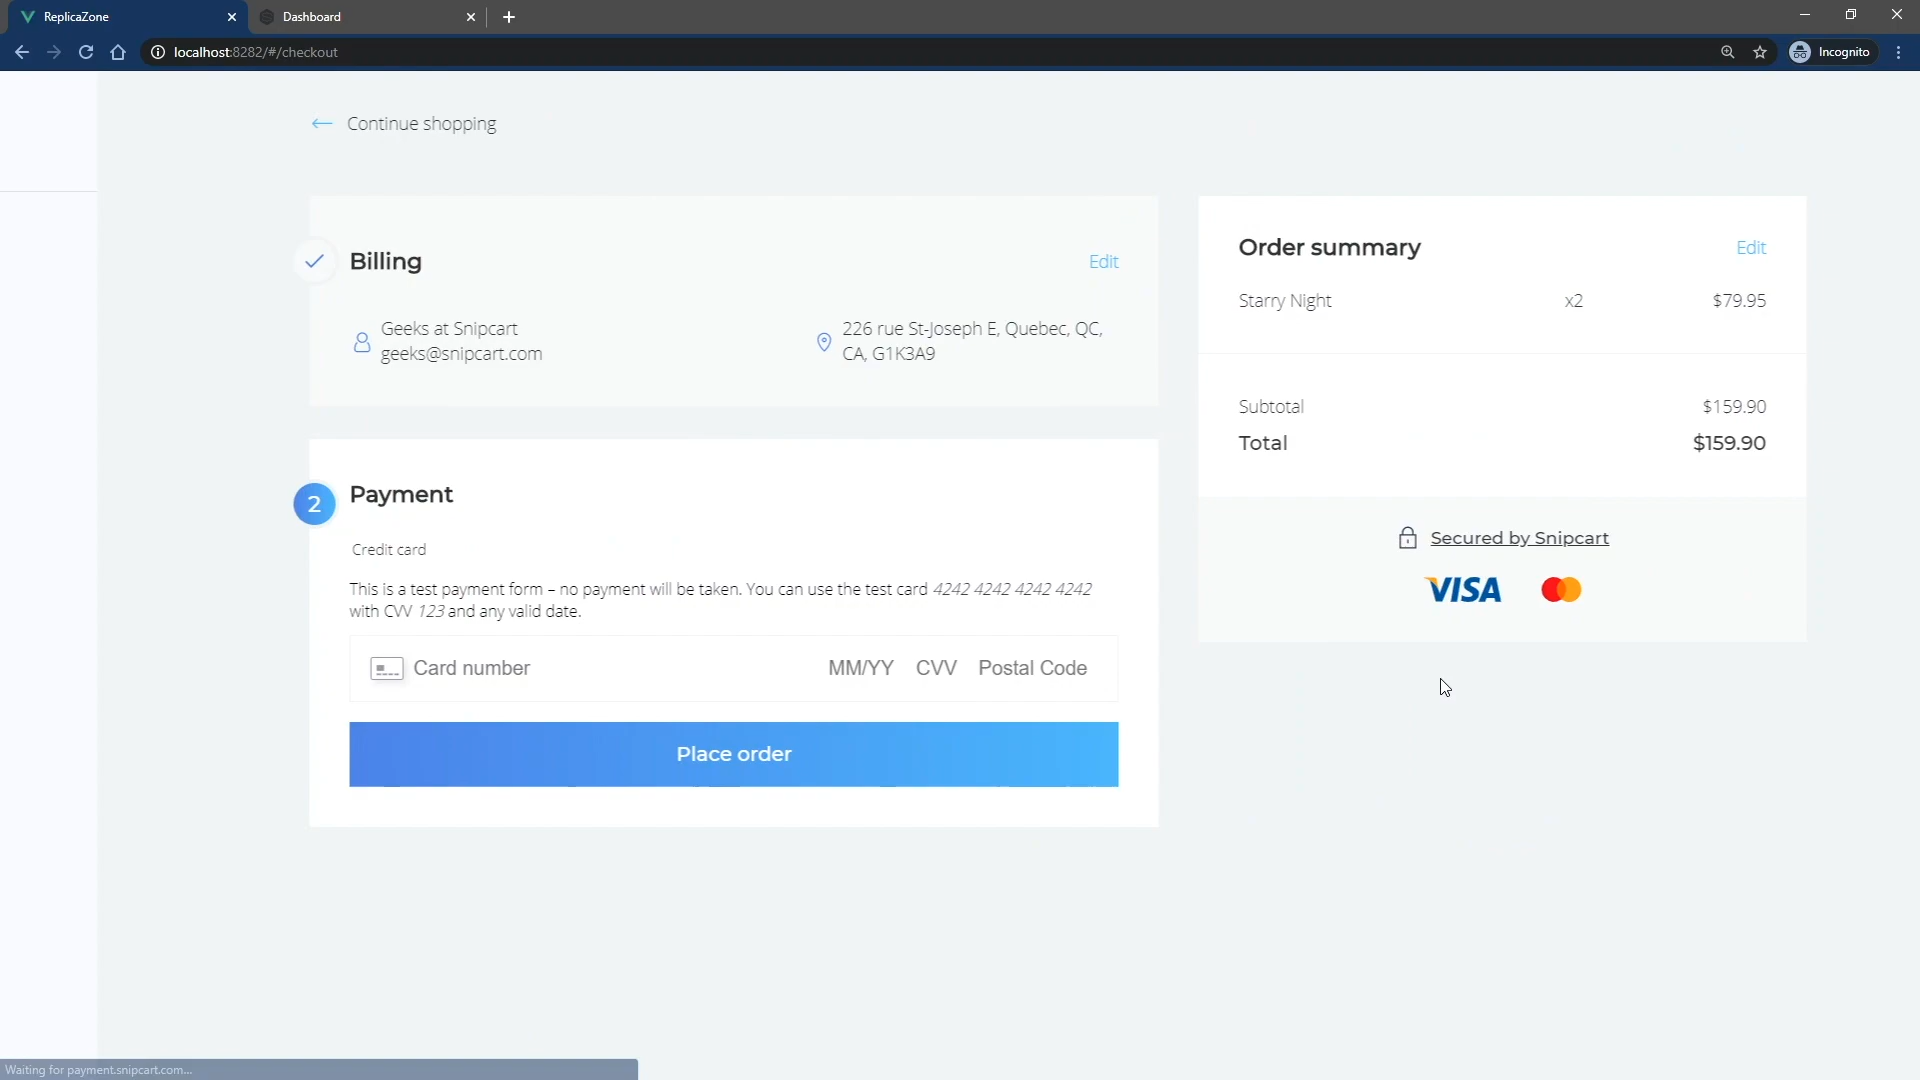 ReplicaZone
Dashboard
localhost:8282/#/checkout
Incognito
Continue shopping
Billing
Edit
Geeks at Snipcart
geeks@snipcart.com
226 rue St-Joseph E, Quebec, QC,
CA, G1K3A9
2
Payment
Credit card
This is a test payment form – no payment will be taken. You can use the test card 4242 4242 4242 4242
with CVV 123 and any valid date.
Card number MM/YY CVV Postal Code
Place order
Order summary
Edit
Starry Night x2 $79.95
Subtotal $159.90
Total $159.90
Secured by Snipcart
VISA
Waiting for payment.snipcart.com...